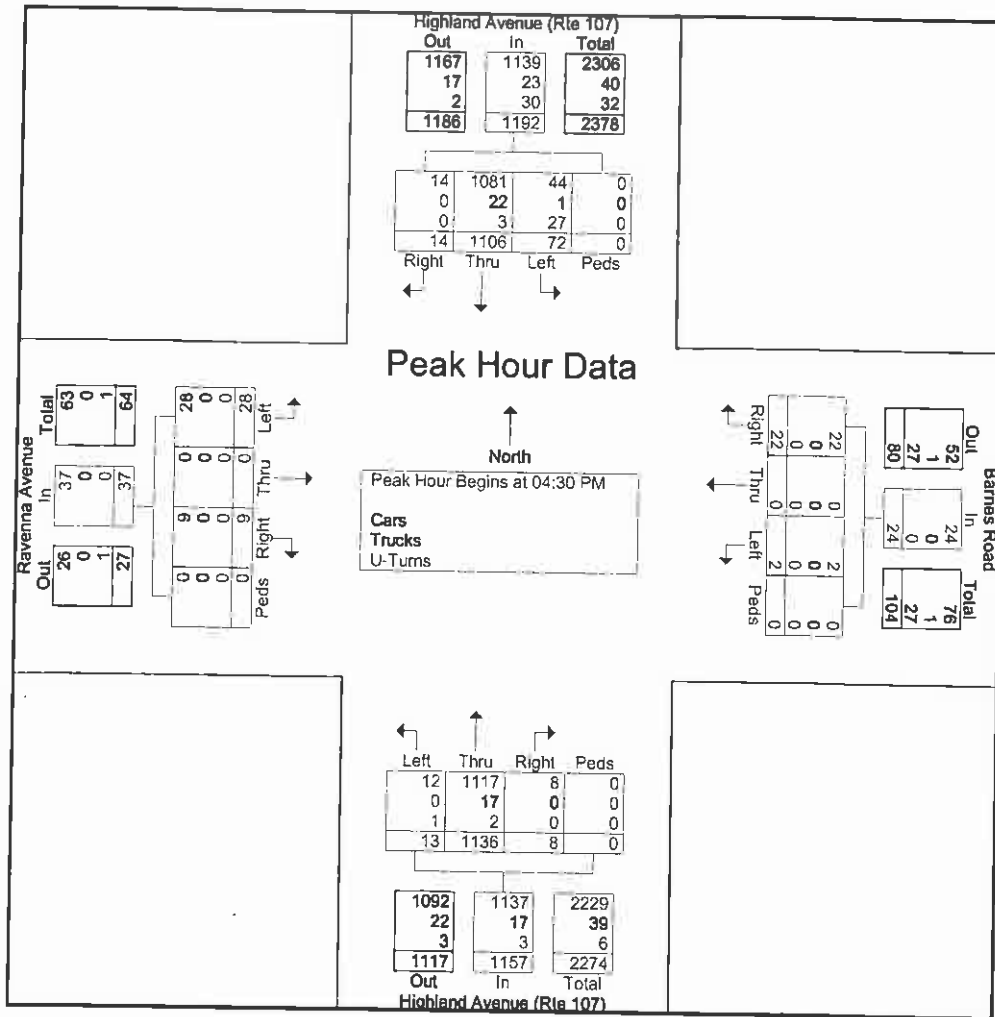 Highland Avenue (Rte 107)
Out In Total
1167 1139 2306
17 23 40
2 30 32
1186 1192 2378
14 1081 44 0
0 22 1 0
0 3 27 0
14 1106 72 0
Right Thru Left Peds
Peak Hour Data
North
Peak Hour Begins at 04:30 PM
Cars
Trucks
U-Turns
Ravenna Avenue
Total In Out
63 37 26
0 0 0
1 0 1
64 37 27
28 0 9 0
0 0 0 0
0 0 0 0
28 0 9 0
Left Thru Right Peds
Barnes Road
Out In Total
52 24 76
1 0 1
27 0 27
80 24 104
22 0 2 0
0 0 0 0
0 0 0 0
22 0 2 0
Right Thru Left Peds
Left Thru Right Peds
12 1117 8 0
0 17 0 0
1 2 0 0
13 1136 8 0
1092 1137 2229
22 17 39
3 3 6
1117 1157 2274
Out In Total
Highland Avenue (Rte 107)